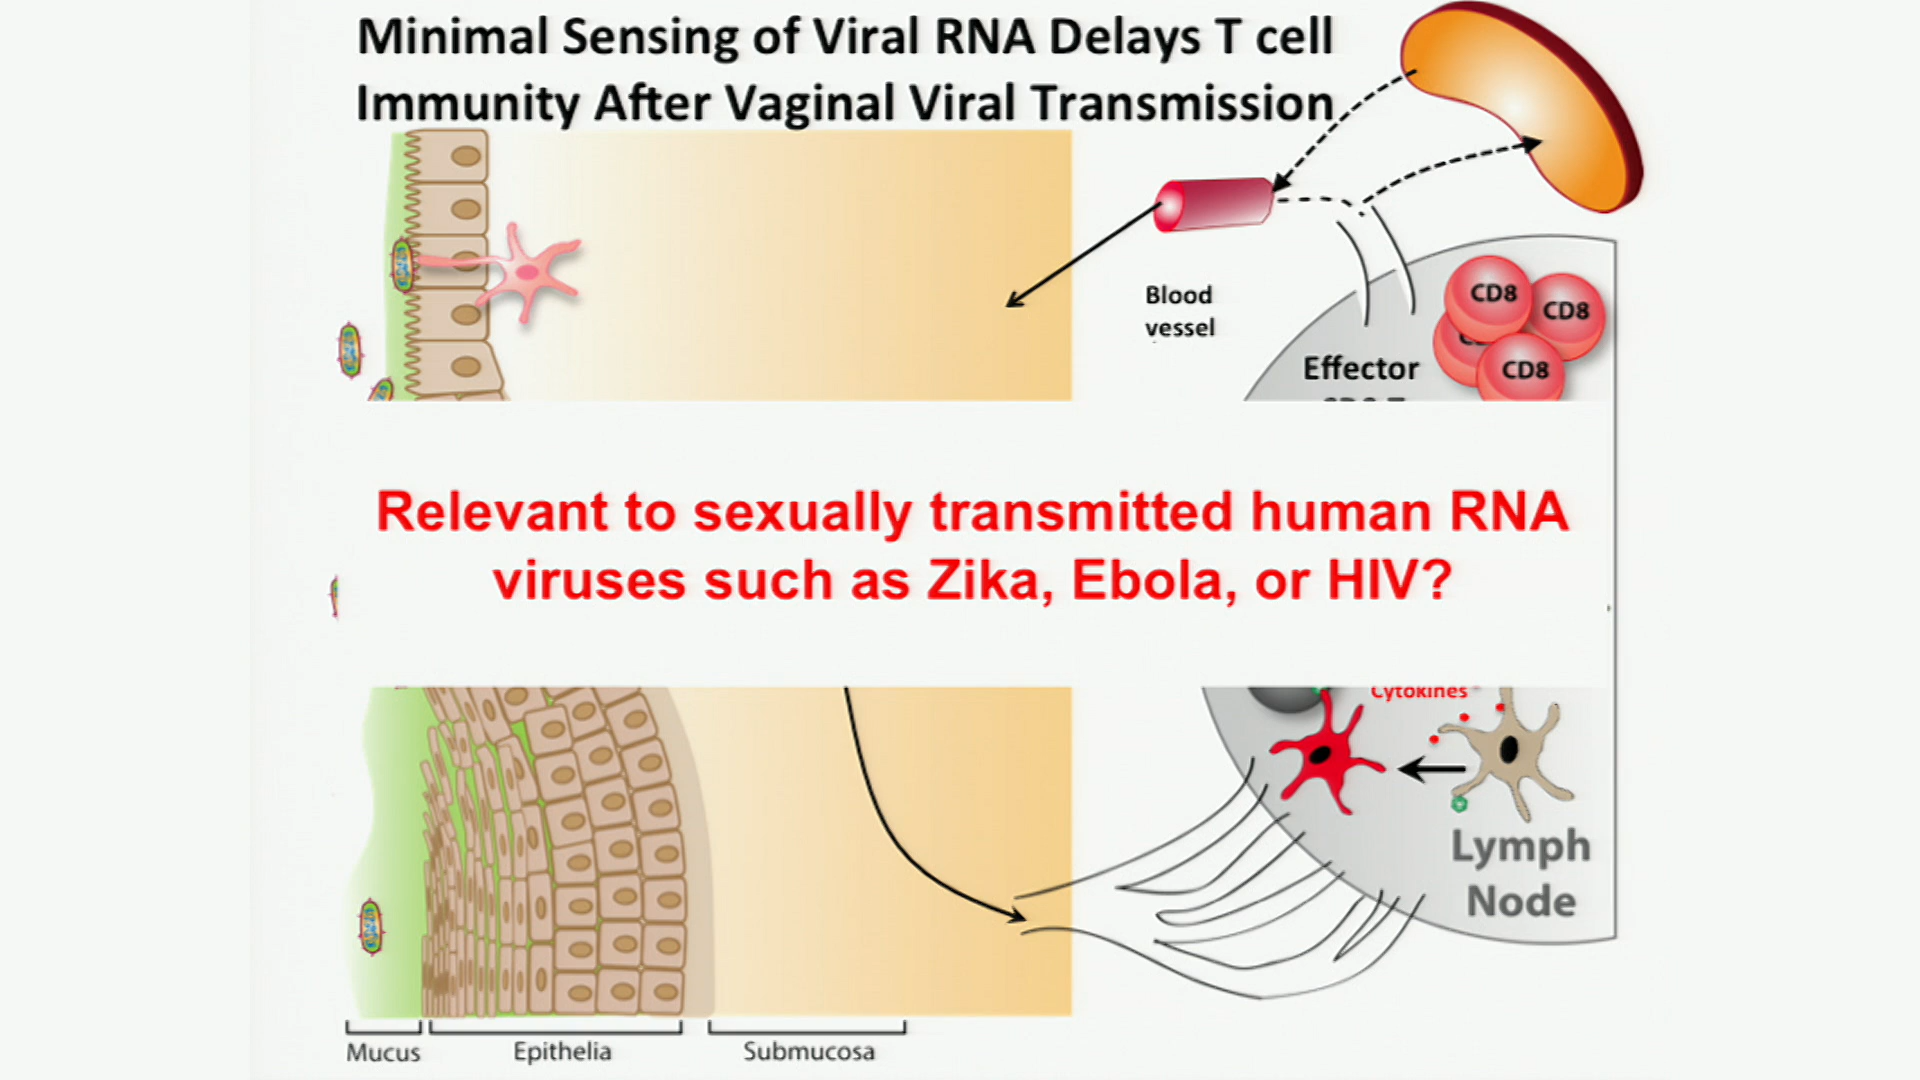 Minimal Sensing of Viral RNA Delays T cell
Immunity After Vaginal Viral Transmission
Blood
vessel
CD8
CD8
CD8
Effector
Relevant to sexually transmitted human RNA
viruses such as Zika, Ebola, or HIV?
Cytokines
Lymph
Node
Mucus
Epithelia
Submucosa